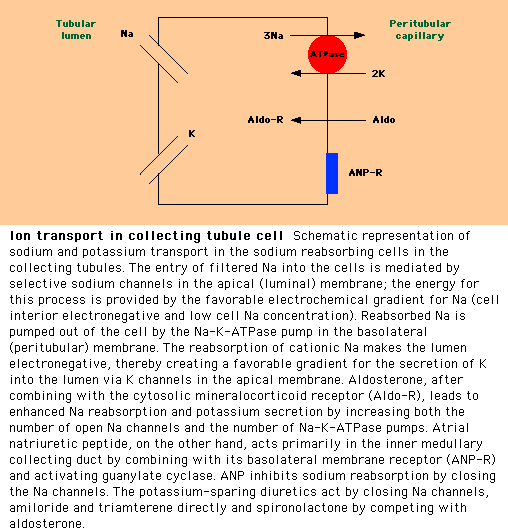 Tubular
lumen
Na
3Na
Peritubular
capillary
ATPase
2K
Aldo-R
Aldo
K
ANP-R
Ion transport in collecting tubule cell Schematic representation of
sodium and potassium transport in the sodium reabsorbing cells in the
collecting tubules. The entry of filtered Na into the cells is mediated by
selective sodium channels in the apical (luminal) membrane; the energy for
this process is provided by the favorable electrochemical gradient for Na (cell
interior electronegative and low cell Na concentration). Reabsorbed Na is
pumped out of the cell by the Na-K-ATPase pump in the basolateral
(peritubular) membrane. The reabsorption of cationic Na makes the lumen
electronegative, thereby creating a favorable gradient for the secretion of K
into the lumen via K channels in the apical membrane. Aldosterone, after
combining with the cytosolic mineralocorticoid receptor (Aldo-R), leads to
enhanced Na reabsorption and potassium secretion by increasing both the
number of open Na channels and the number of Na-K-ATPase pumps. Atrial
natriuretic peptide, on the other hand, acts primarily in the inner medullary
collecting duct by combining with its basolateral membrane receptor (ANP-R)
and activating guanylate cyclase. ANP inhibits sodium reabsorption by closing
the Na channels. The potassium-sparing diuretics act by closing Na channels,
amiloride and triamterene directly and spironolactone by competing with
aldosterone.